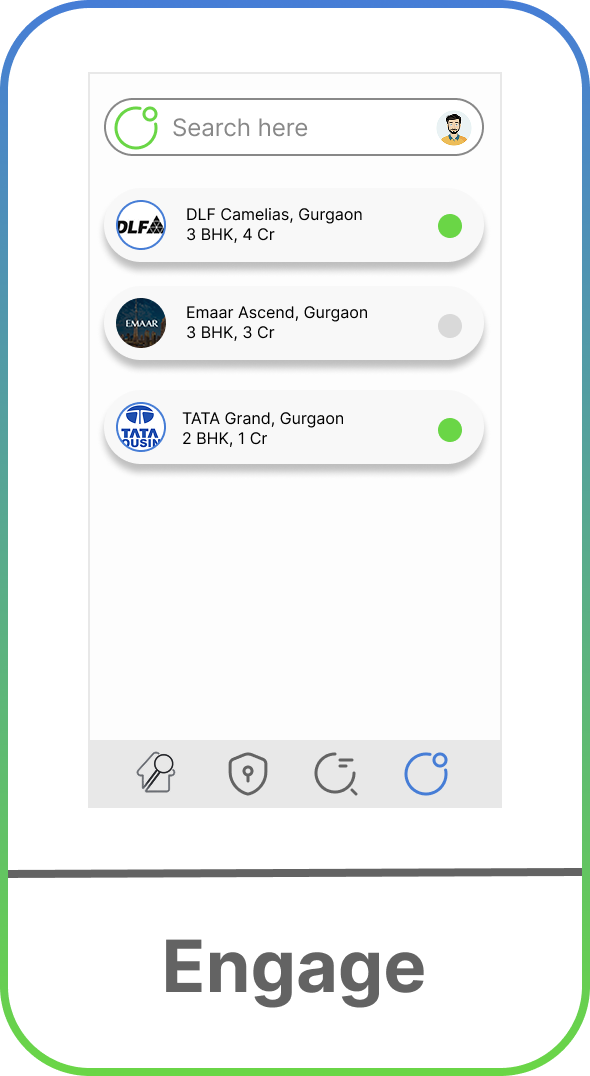 Search here
DLF
DLF Camelias, Gurgaon
3 BHK, 4 Cr
EMAAR
Emaar Ascend, Gurgaon
3 BHK, 3 Cr
TATA
OUSIN
TATA Grand, Gurgaon
2 BHK, 1 Cr
Engage